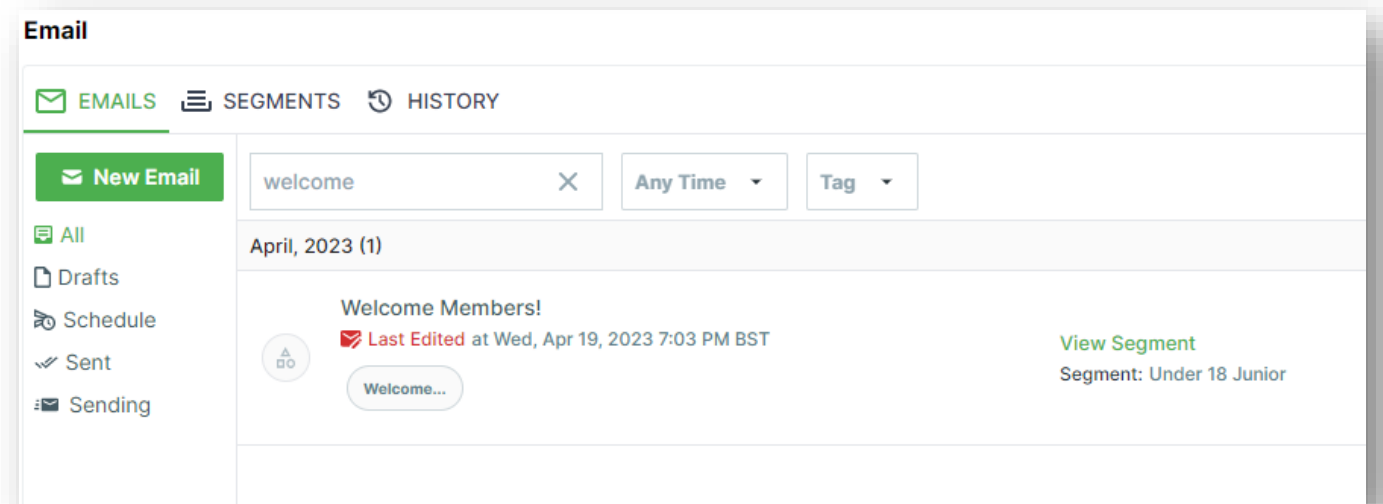 Email
EMAILS SEGMENTS HISTORY
New Email
welcome Any Time Tag
All
Drafts
Schedule
Sent
Sending
April, 2023 (1)
Welcome Members!
Last Edited at Wed, Apr 19, 2023 7:03 PM BST
Welcome...
View Segment
Segment: Under 18 Junior